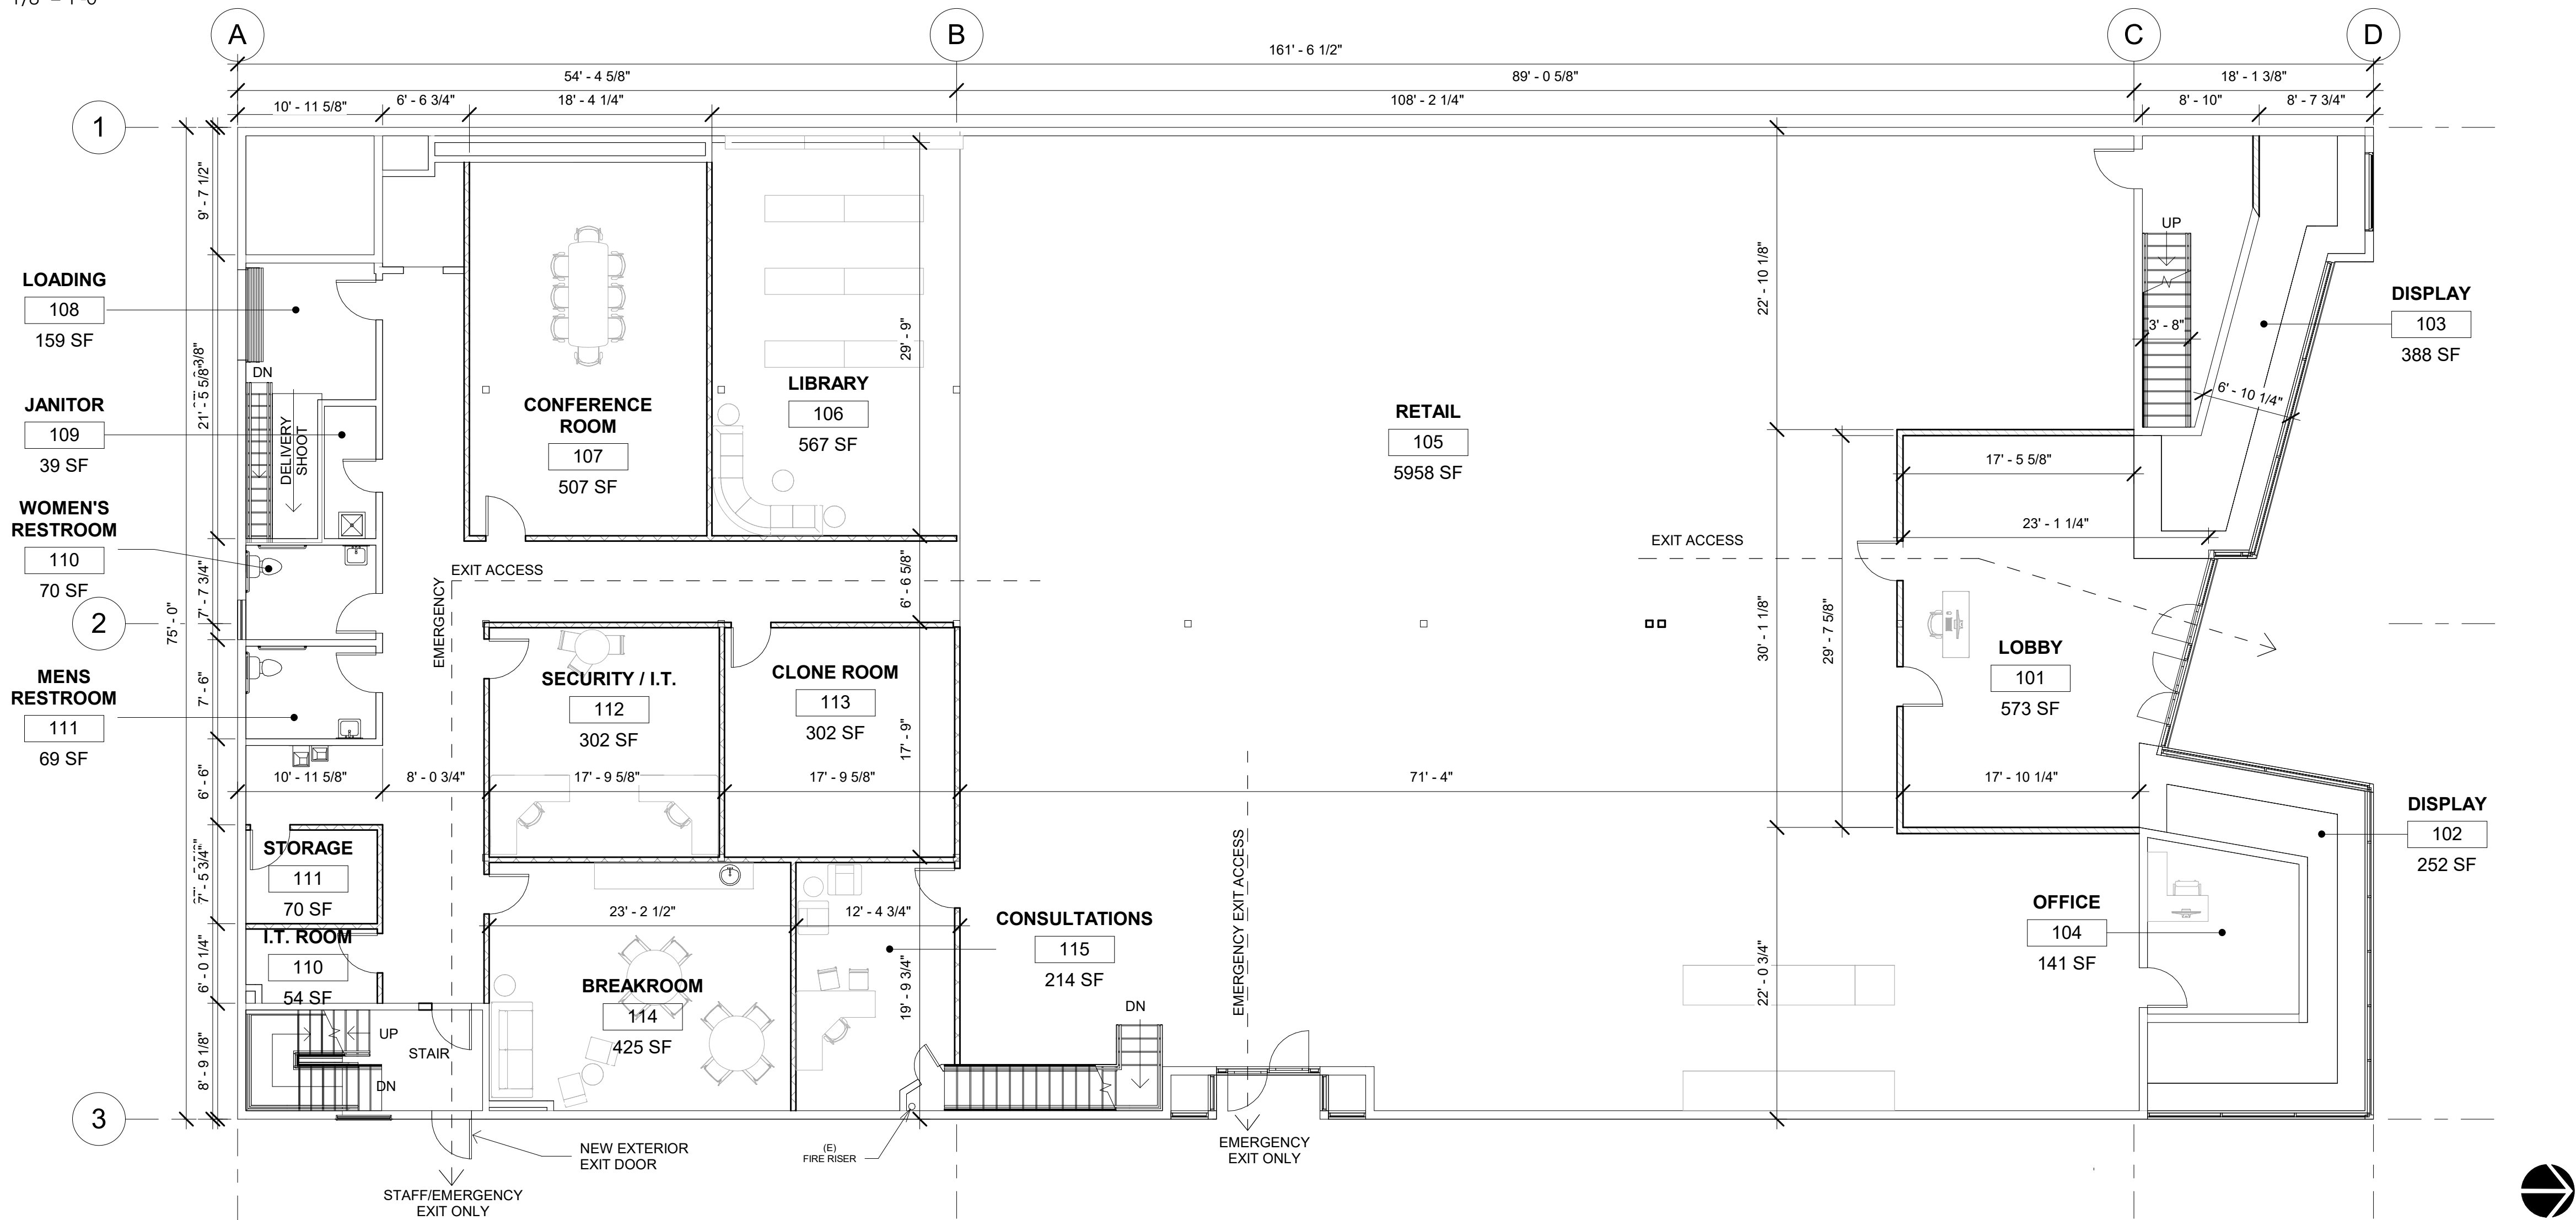 A
B
C
D
161' - 6 1/2"
54' - 4 5/8"
89' - 0 5/8"
18' - 1 3/8"
10' - 11 5/8"
6' - 6 3/4"
18' - 4 1/4"
108' - 2 1/4"
8' - 10"
8' - 7 3/4"
1
2
3
75' - 0"
9' - 7 1/2"
21' - 5 5/8"
7' - 7 3/4"
7' - 6"
6' - 6"
7' - 5 3/4"
6' - 0 1/4"
8' - 9 1/8"
LOADING
108
159 SF
JANITOR
109
39 SF
WOMEN'S
RESTROOM
110
70 SF
MENS
RESTROOM
111
69 SF
DN
DELIVERY
SHOOT
CONFERENCE
ROOM
107
507 SF
LIBRARY
106
567 SF
29' - 9"
RETAIL
105
5958 SF
22' - 10 1/8"
UP
3' - 8"
6' - 10 1/4"
DISPLAY
103
388 SF
17' - 5 5/8"
23' - 1 1/4"
EXIT ACCESS
EXIT ACCESS
EMERGENCY
6' - 6 5/8"
30' - 1 1/8"
29' - 7 5/8"
SECURITY / I.T.
112
302 SF
CLONE ROOM
113
302 SF
17' - 9"
LOBBY
101
573 SF
10' - 11 5/8"
8' - 0 3/4"
17' - 9 5/8"
17' - 9 5/8"
71' - 4"
17' - 10 1/4"
DISPLAY
102
252 SF
STORAGE
111
70 SF
I.T. ROOM
110
54 SF
23' - 2 1/2"
12' - 4 3/4"
CONSULTATIONS
115
214 SF
EMERGENCY EXIT ACCESS
OFFICE
104
141 SF
BREAKROOM
114
425 SF
19' - 9 3/4"
22' - 0 3/4"
DN
UP
STAIR
DN
NEW EXTERIOR
EXIT DOOR
(E)
FIRE RISER
EMERGENCY
EXIT ONLY
STAFF/EMERGENCY
EXIT ONLY